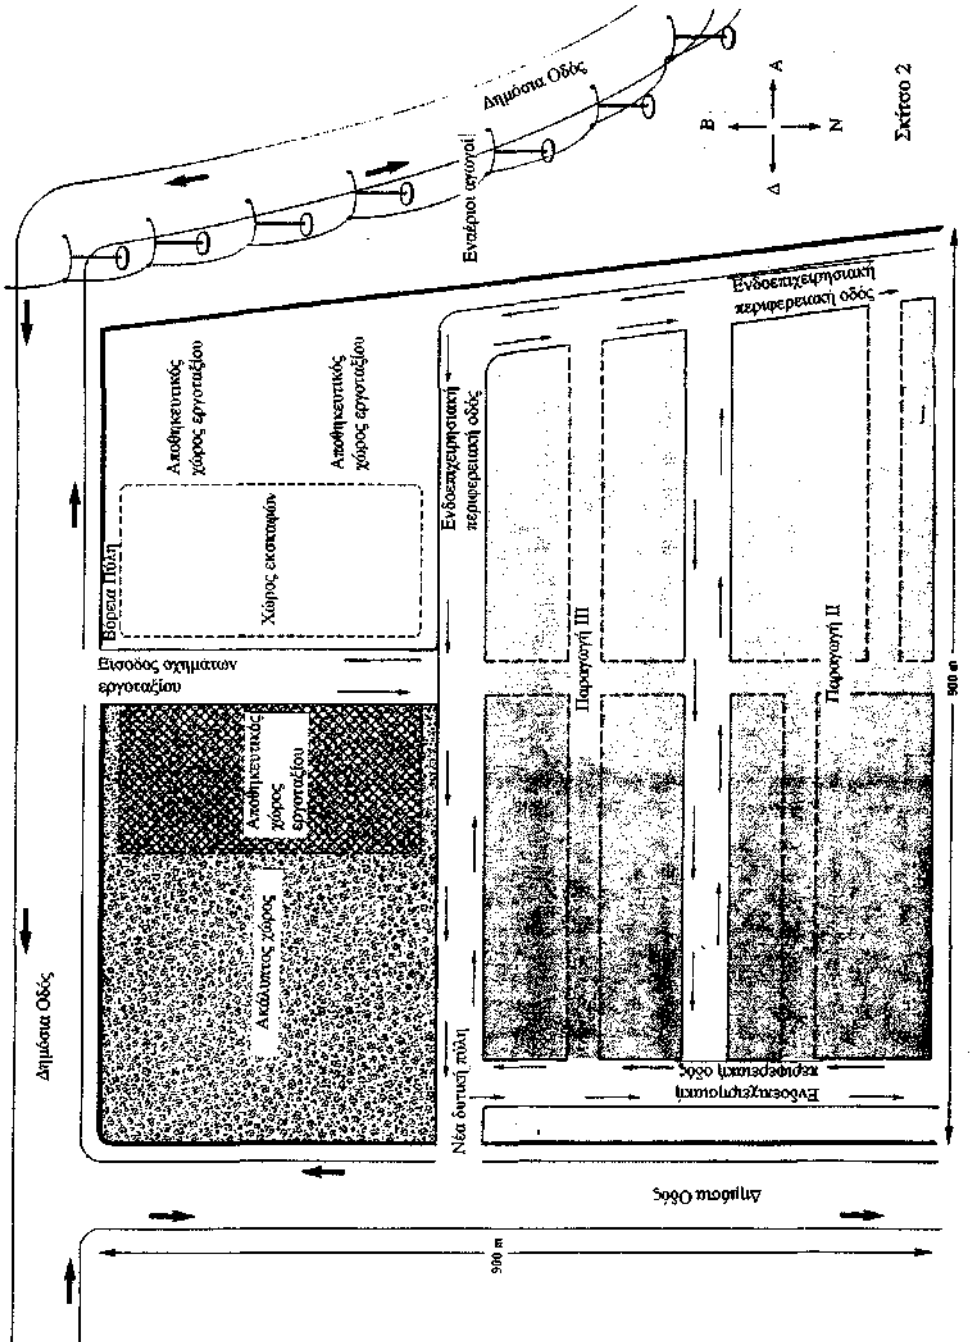 Δημόσια Οδός
Βόρεια Πύλη
Είσοδος οχημάτων
εργοταξίου
Αποθηκευτικός
χώρος εργοταξίου
Αποθηκευτικός
χώρος
εργοταξίου
Ακάλυπτος χώρος
Χώρος εκσκαφών
Αποθηκευτικός
χώρος εργοταξίου
Δημόσια Οδός
Εναέριοι αγωγοί!
Νέα δυτική πύλη
Ενδοεπιχειρησιακή
περιφερειακή οδός
900 m
Παραγωγή III
Δημόσια Οδός
Ενδοεπιχειρησιακή
περιφερειακή οδός
Ενδοεπιχειρησιακή
περιφερειακή οδός
Παραγωγή II
Β
Δ
Α
Ν
900 m
Σκίτσο 2